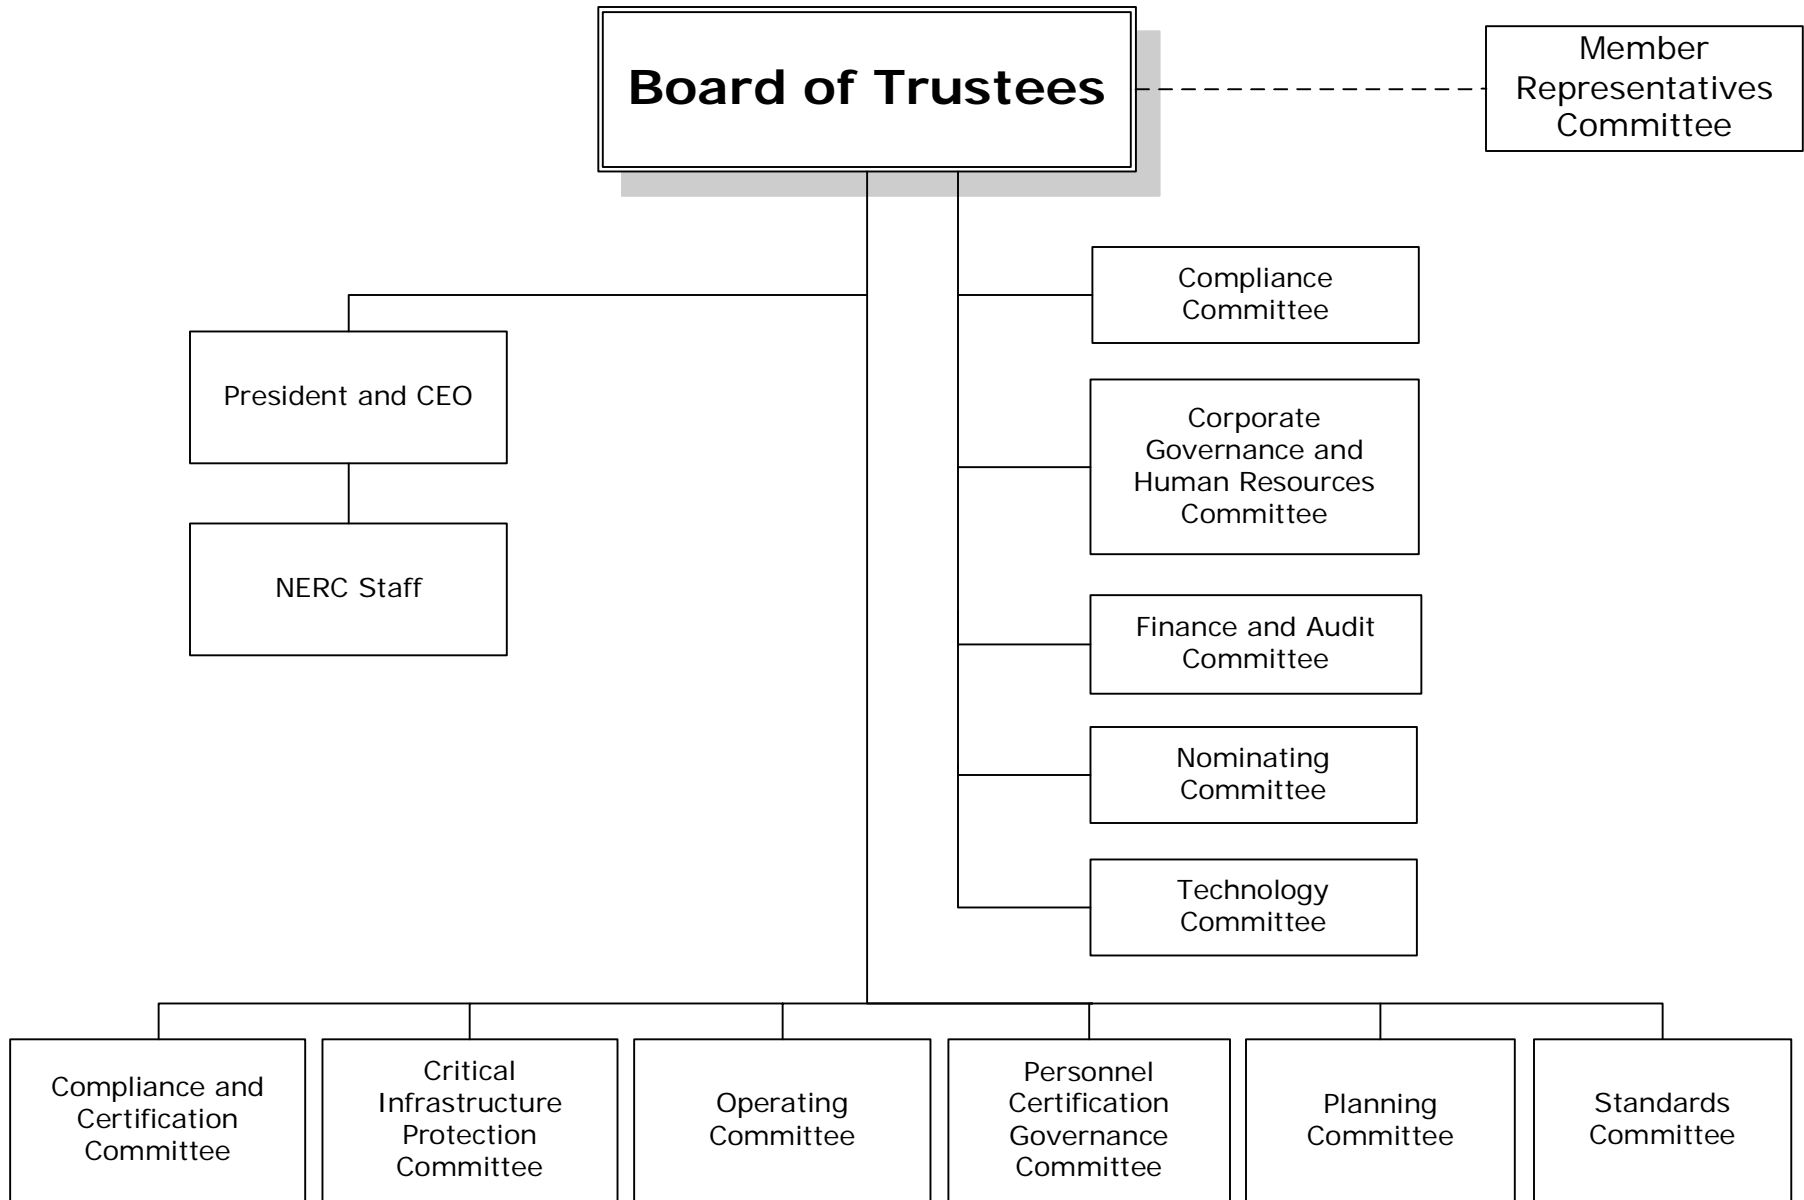 Board of Trustees
Member
Representatives
Committee
Compliance
Committee
President and CEO
Corporate
Governance and
Human Resources
Committee
NERC Staff
Finance and Audit
Committee
Nominating
Committee
Technology
Committee
Compliance and
Certification
Committee
Critical
Infrastructure
Protection
Committee
Operating
Committee
Personnel
Certification
Governance
Committee
Planning
Committee
Standards
Committee